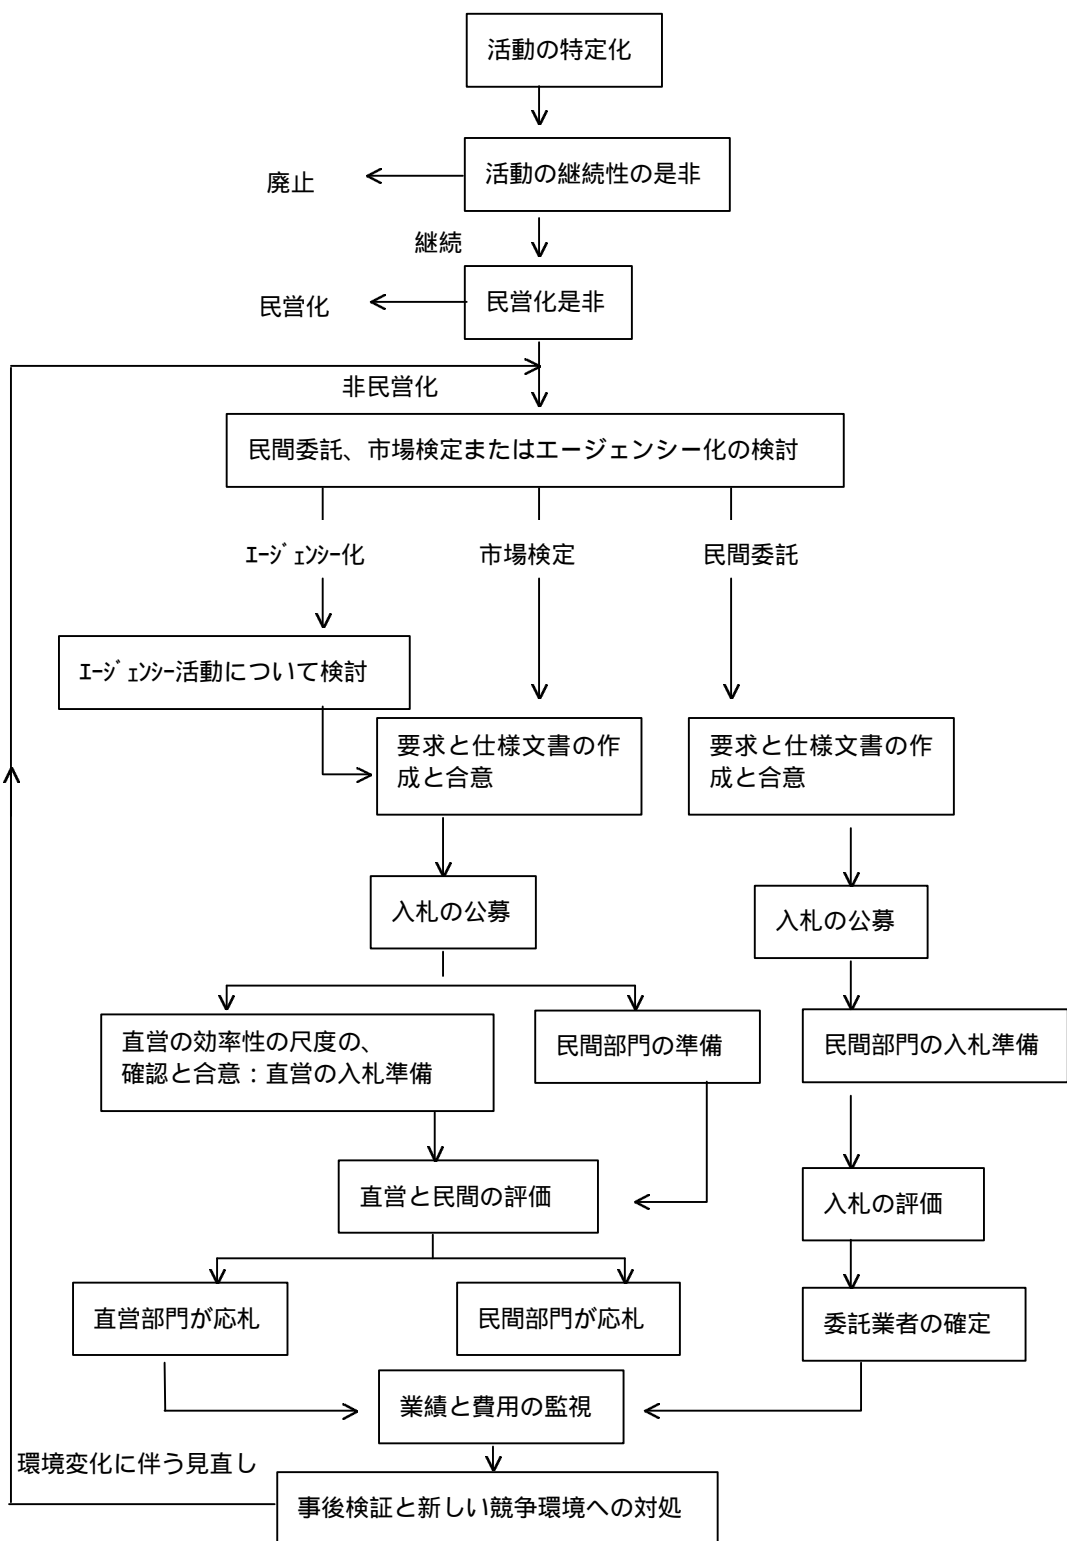 活動の特定化
活動の継続性の是非
廃止
継続
民営化是非
民営化
非民営化
民間委託、市場検定またはエージェンシー化の検討
ｴｰｼﾞｪﾝｼｰ化
市場検定
民間委託
ｴｰｼﾞｪﾝｼｰ活動について検討
要求と仕様文書の作
成と合意
要求と仕様文書の作
成と合意
入札の公募
入札の公募
直営の効率性の尺度の、
確認と合意：直営の入札準備
民間部門の準備
民間部門の入札準備
直営と民間の評価
入札の評価
直営部門が応札
民間部門が応札
委託業者の確定
業績と費用の監視
環境変化に伴う見直し
事後検証と新しい競争環境への対処